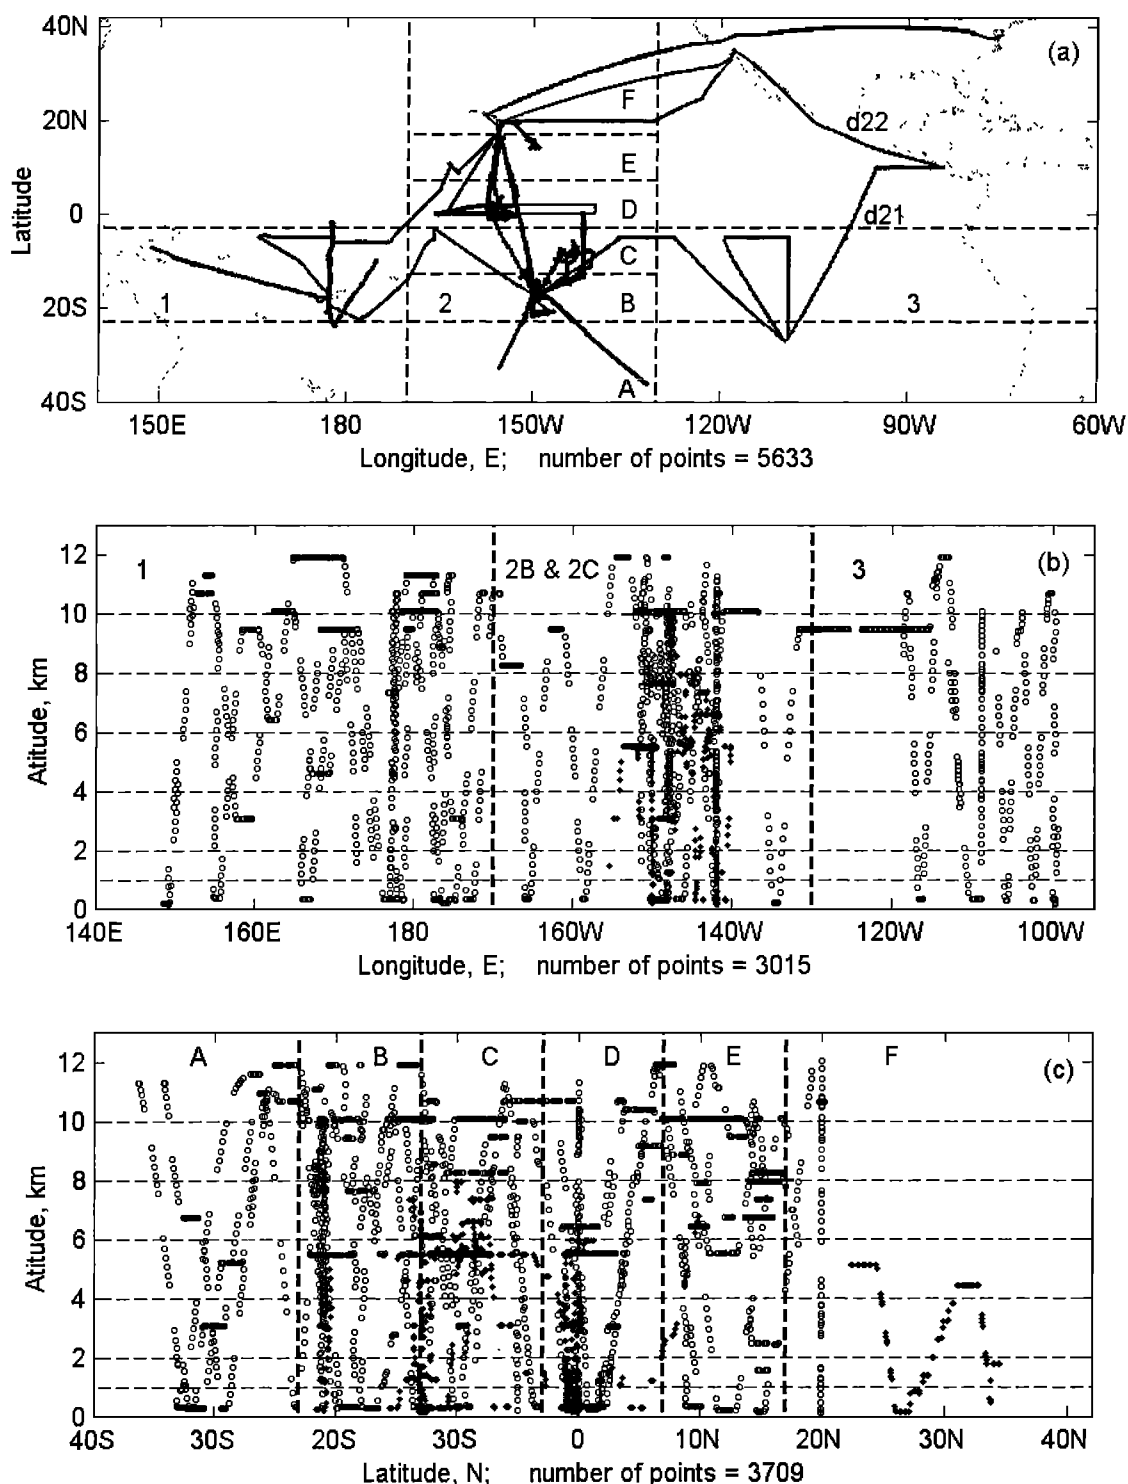 40N
(a)
F
20N
d22
E
Latitude
0
D
d21
C
1
2
B
3
20S
A
40S
150E 180 150W 120W 90W 60W
Longitude, E; number of points = 5633
12
1
2B & 2C
3
(b)
10
8
Atitude, km
6
4
2
0
140E 160E 180 160W 140W 120W 100W
Longitude, E; number of points = 3015
12
A B C D E F (c)
10
8
Atitude, km
6
4
2
0
40S 30S 20S 30S 0 10N 20N 30N 40N
Latitude, N; number of points = 3709